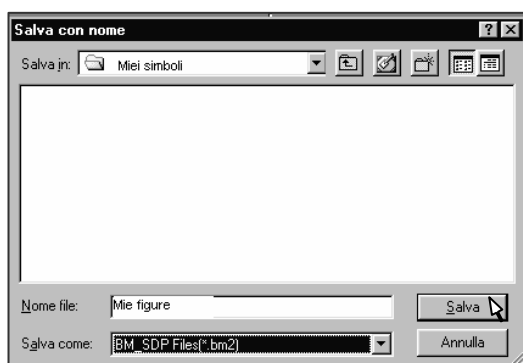 Salva con nome
Salva in: Miei simboli
Nome file: Mie figure
Salva
Salva come: BM_SDP Files(*.bm2)
Annulla